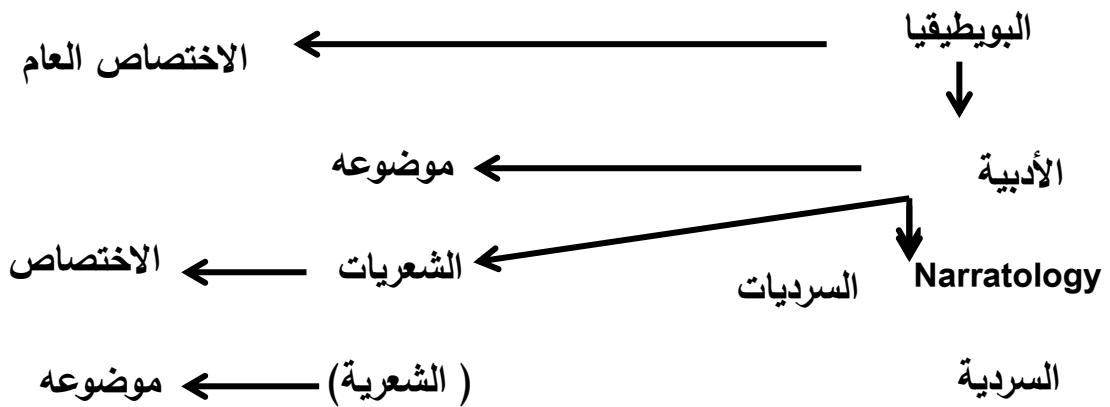 البويطيقيا الاختصاص العام
الأدبية موضوعه
Narratology السرديات الشعريات الاختصاص
السردية (الشعرية) موضوعه